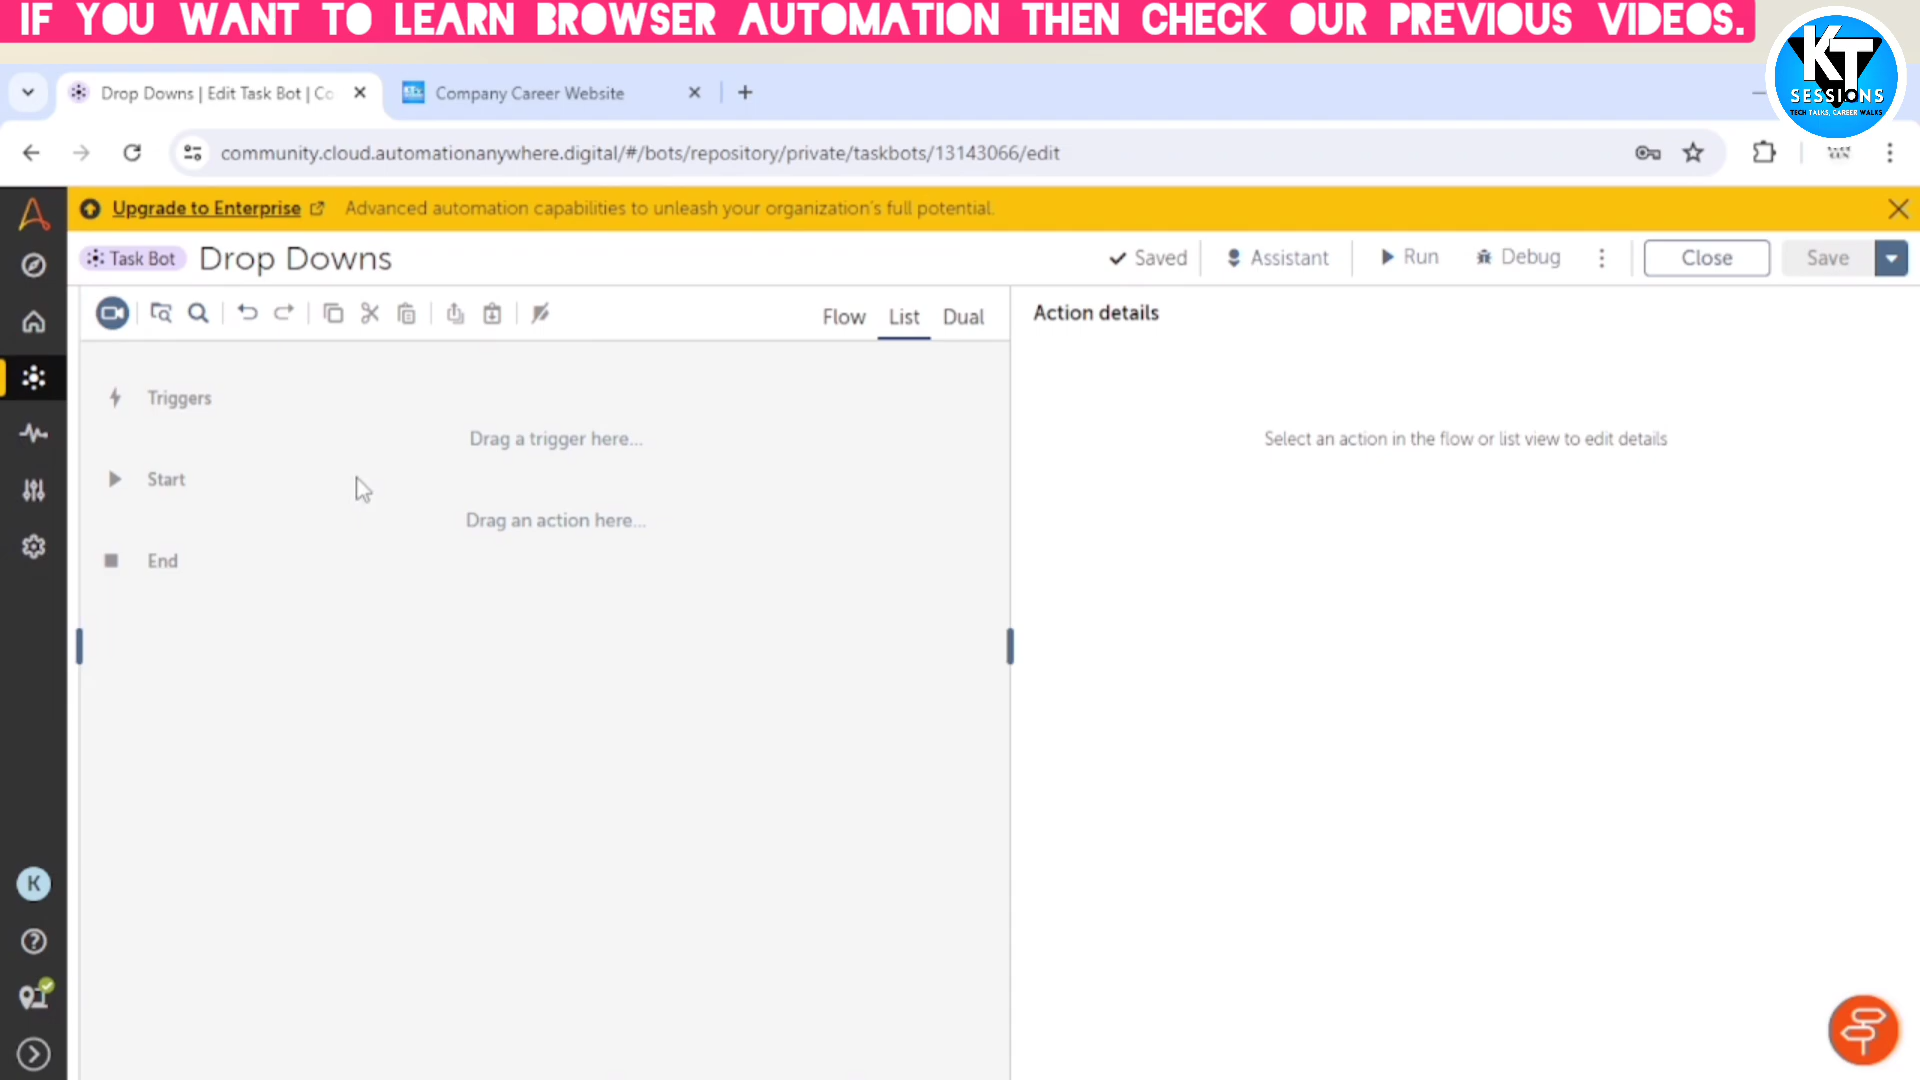 IF YOU WANT TO LEARN BROWSER AUTOMATION THEN CHECK OUR PREVIOUS VIDEOS.
KT
SESSIONS
TECH TALKS, CAREER WALKS
Drop Downs | Edit Task Bot | Co
Company Career Website
community.cloud.automationanywhere.digital/#/bots/repository/private/taskbots/13143066/edit
Upgrade to Enterprise Advanced automation capabilities to unleash your organization's full potential.
Task Bot Drop Downs
Saved Assistant Run Debug Close Save
Flow List Dual
Action details
Triggers
Drag a trigger here...
Select an action in the flow or list view to edit details
Start
Drag an action here...
End
K